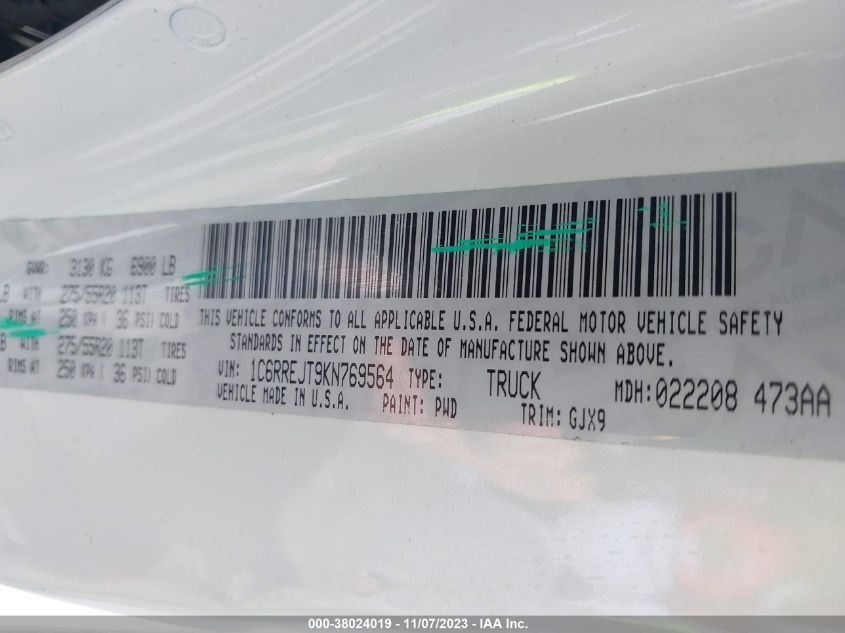 GVWR: 3130 KG 6900 LB
LB WITH 275/55R20 113T TIRES
RIMS AT 250 KPA ( 36 PSI) COLD
B WITH 275/55R20 113T TIRES
RIMS AT 250 KPA ( 36 PSI) COLD
THIS VEHICLE CONFORMS TO ALL APPLICABLE U.S.A. FEDERAL MOTOR VEHICLE SAFETY
STANDARDS IN EFFECT ON THE DATE OF MANUFACTURE SHOWN ABOVE.
VIN: 1C6RREJT9KN769564 TYPE: TRUCK MDH: 022208 473AA
VEHICLE MADE IN U.S.A. PAINT: PWD TRIM: GJX9
000-38024019 - 11/07/2023 - IAA Inc.